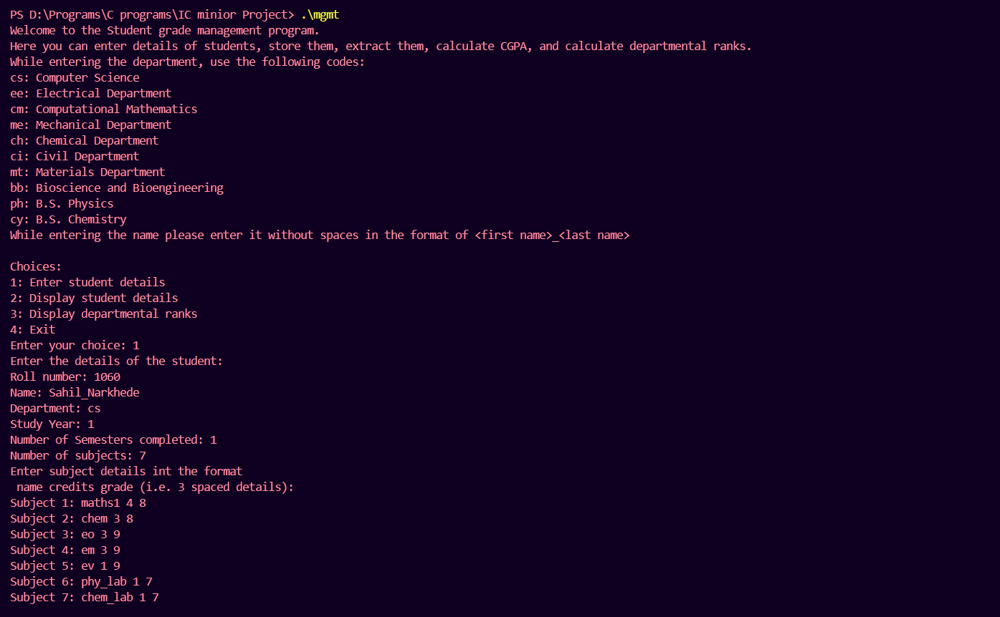 PS D:\Programs\C programs\IC minior Project> .\mgmt
Welcome to the Student grade management program.
Here you can enter details of students, store them, extract them, calculate CGPA, and calculate departmental ranks.
While entering the department, use the following codes:
cs: Computer Science
ee: Electrical Department
cm: Computational Mathematics
me: Mechanical Department
ch: Chemical Department
ci: Civil Department
mt: Materials Department
bb: Bioscience and Bioengineering
ph: B.S. Physics
cy: B.S. Chemistry
While entering the name please enter it without spaces in the format of <first name>_<last name>

Choices:
1: Enter student details
2: Display student details
3: Display departmental ranks
4: Exit
Enter your choice: 1
Enter the details of the student:
Roll number: 1060
Name: Sahil_Narkhede
Department: cs
Study Year: 1
Number of Semesters completed: 1
Number of subjects: 7
Enter subject details int the format
 name credits grade (i.e. 3 spaced details):
Subject 1: maths1 4 8
Subject 2: chem 3 8
Subject 3: eo 3 9
Subject 4: em 3 9
Subject 5: ev 1 9
Subject 6: phy_lab 1 7
Subject 7: chem_lab 1 7